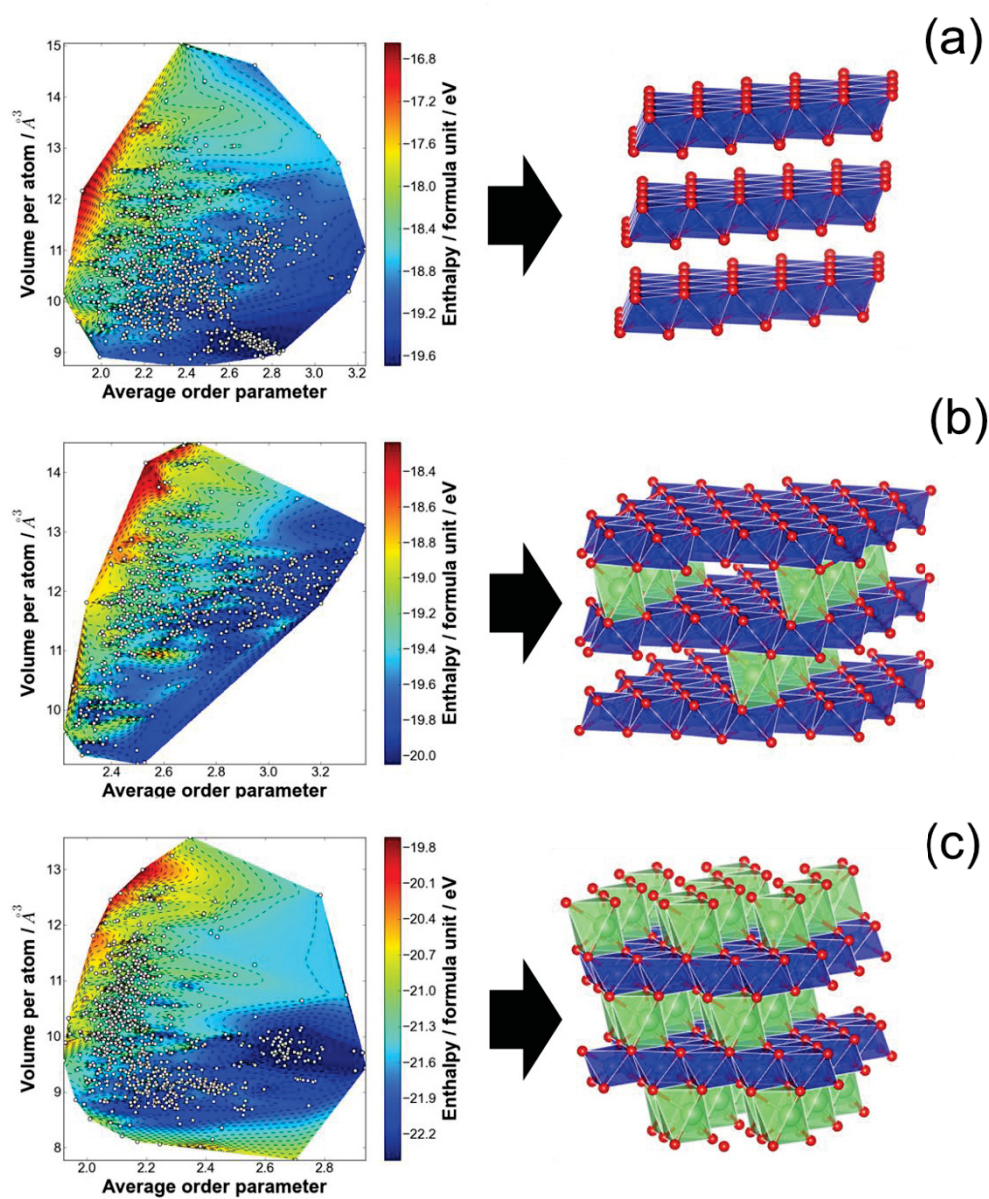 (a)
15
14
13
12
11
10
9
2.0 2.2 2.4 2.6 2.8 3.0 3.2
Volume per atom / Å³
Average order parameter
−16.8
−17.2
−17.6
−18.0
−18.4
−18.8
−19.2
−19.6
Enthalpy / formula unit / eV
(b)
14
13
12
11
10
2.4 2.6 2.8 3.0 3.2
Volume per atom / Å³
Average order parameter
−18.4
−18.6
−18.8
−19.0
−19.2
−19.4
−19.6
−19.8
−20.0
Enthalpy / formula unit / eV
(c)
13
12
11
10
9
8
2.0 2.2 2.4 2.6 2.8
Volume per atom / Å³
Average order parameter
−19.8
−20.1
−20.4
−20.7
−21.0
−21.3
−21.6
−21.9
−22.2
Enthalpy / formula unit / eV